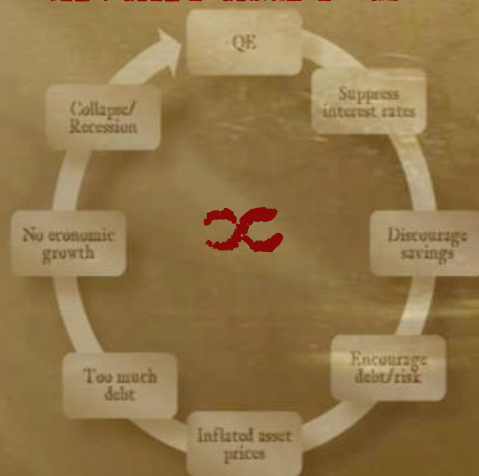 QE
Suppress
interest rates
Discourage
savings
Encourage
debt/risk
Inflated asset
prices
Too much
debt
No economic
growth
Collapse/
Recession